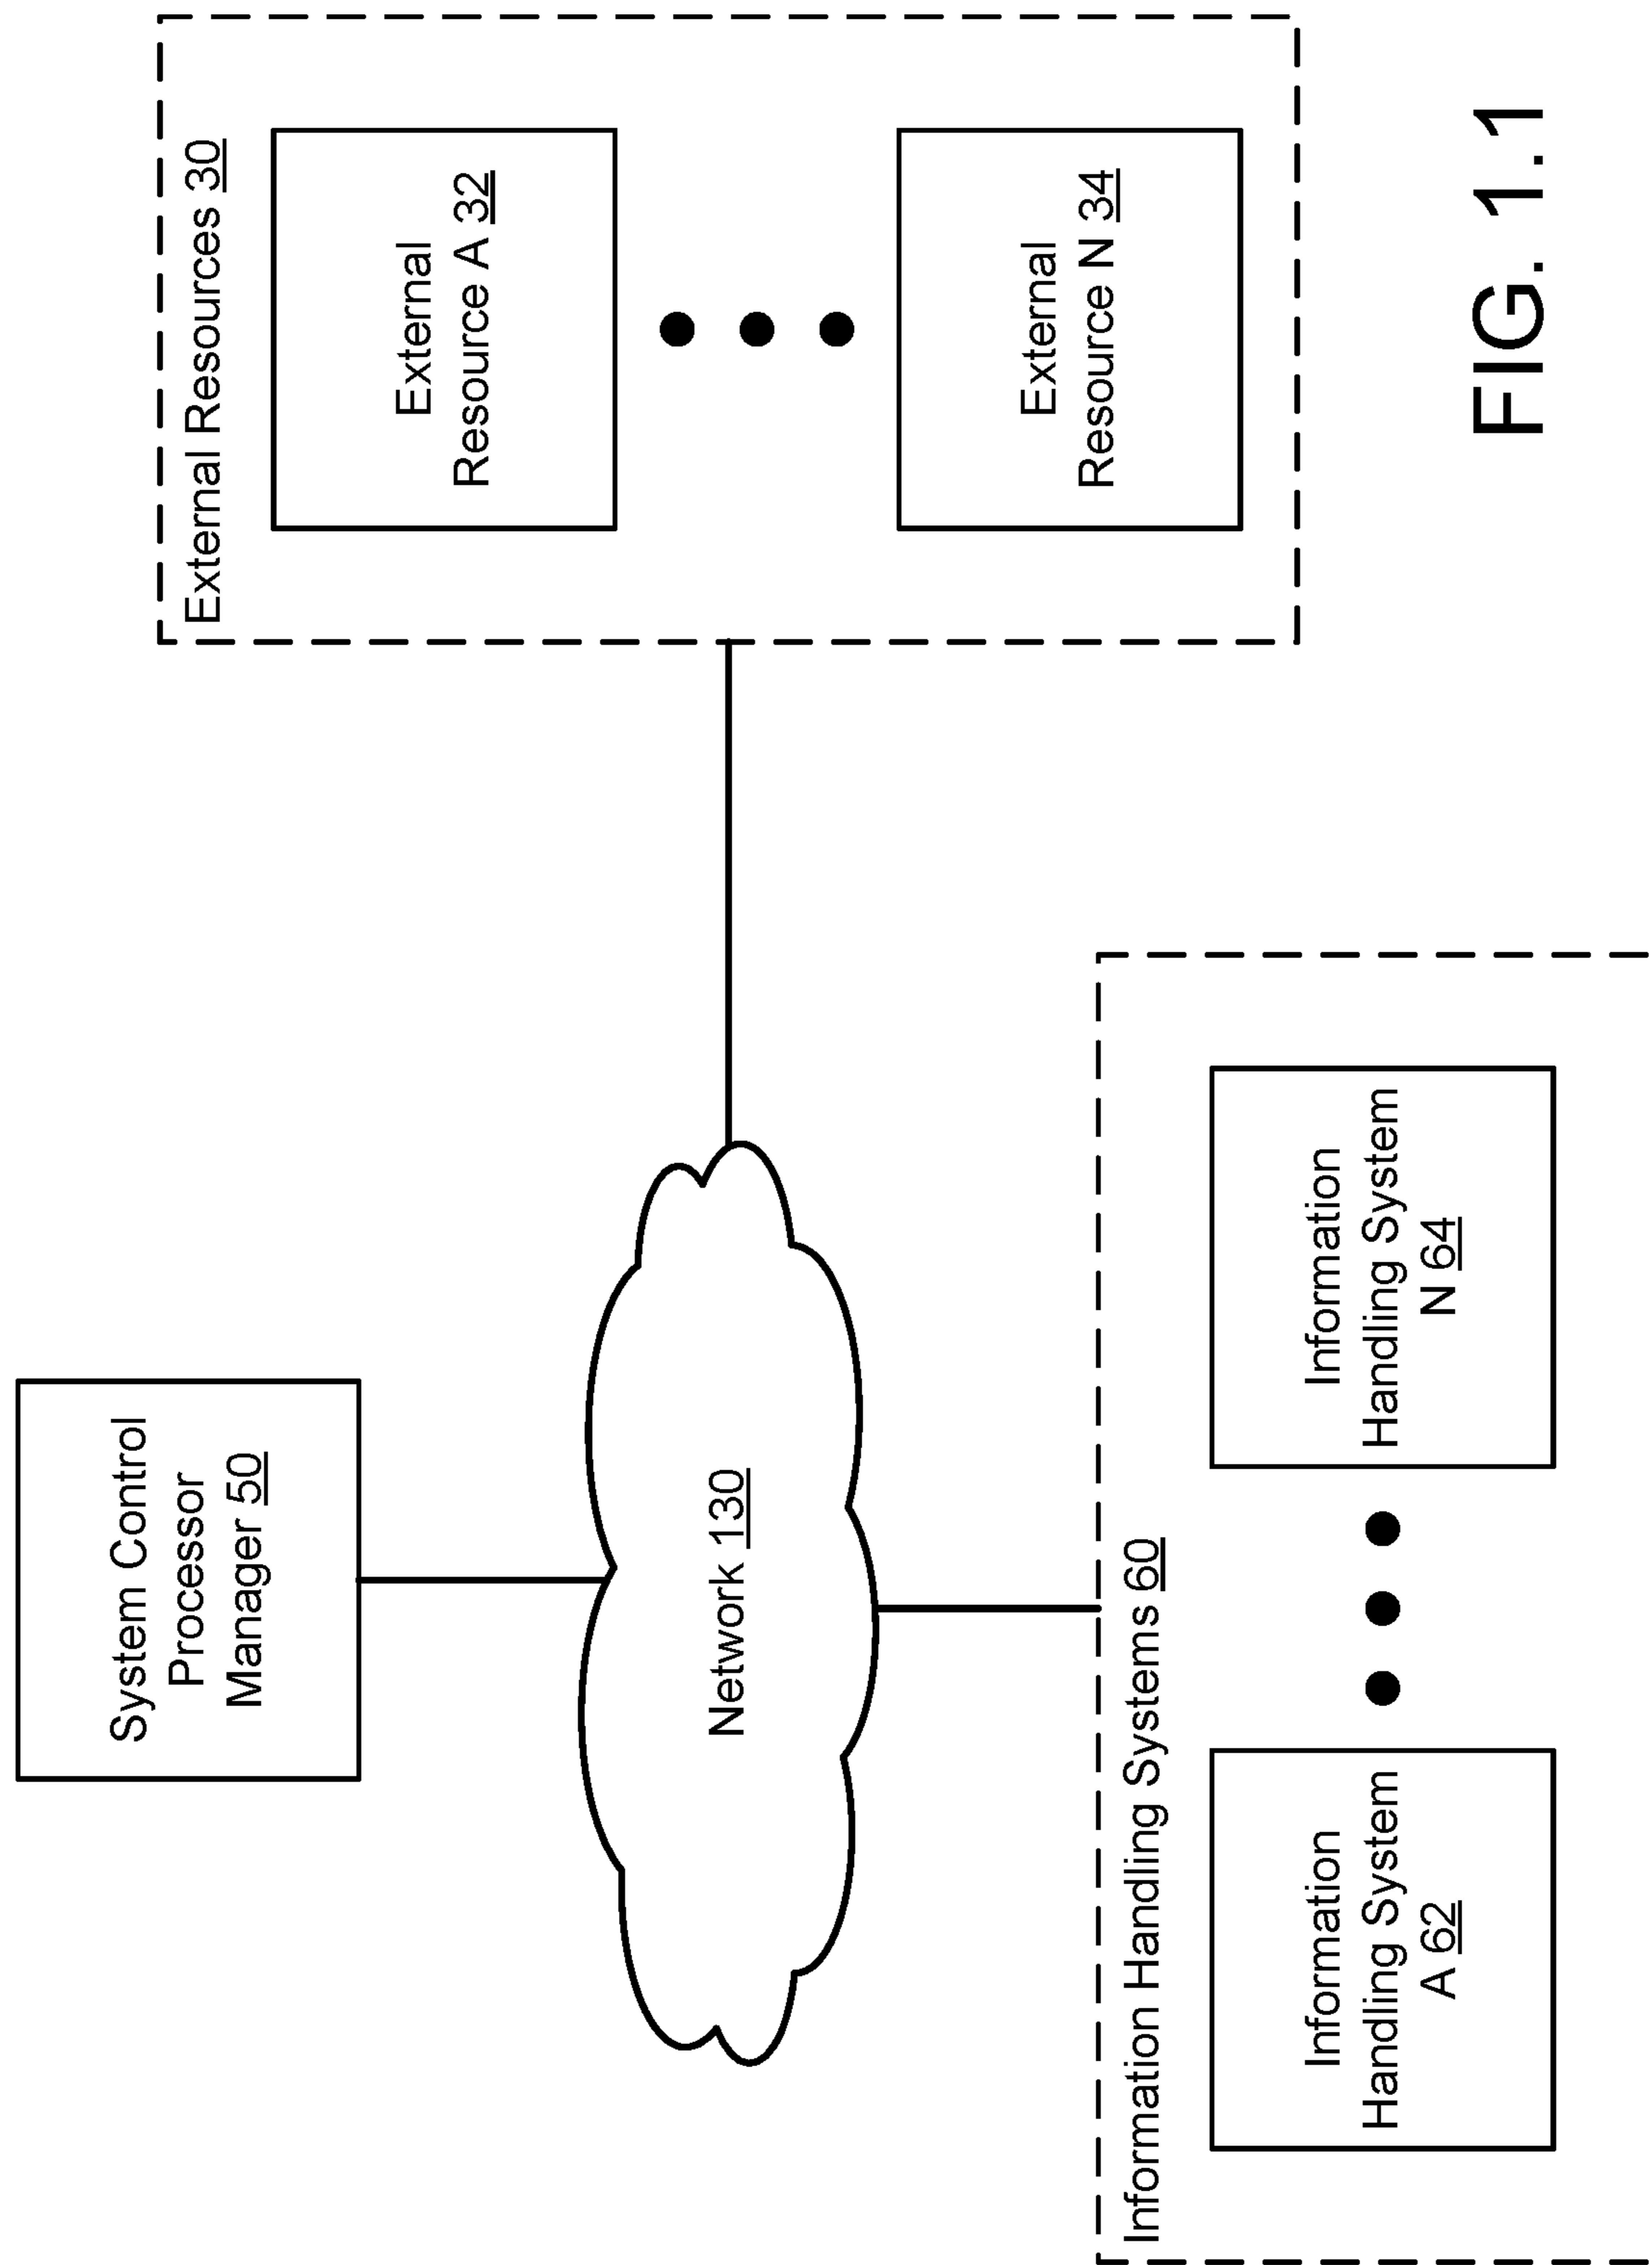 System Control
Processor
Manager 50
External Resources 30
External
Resource A 32
External
Resource N 34
Network 130
Information Handling Systems 60
Information
Handling System
A 62
Information
Handling System
N 64
FIG. 1.1